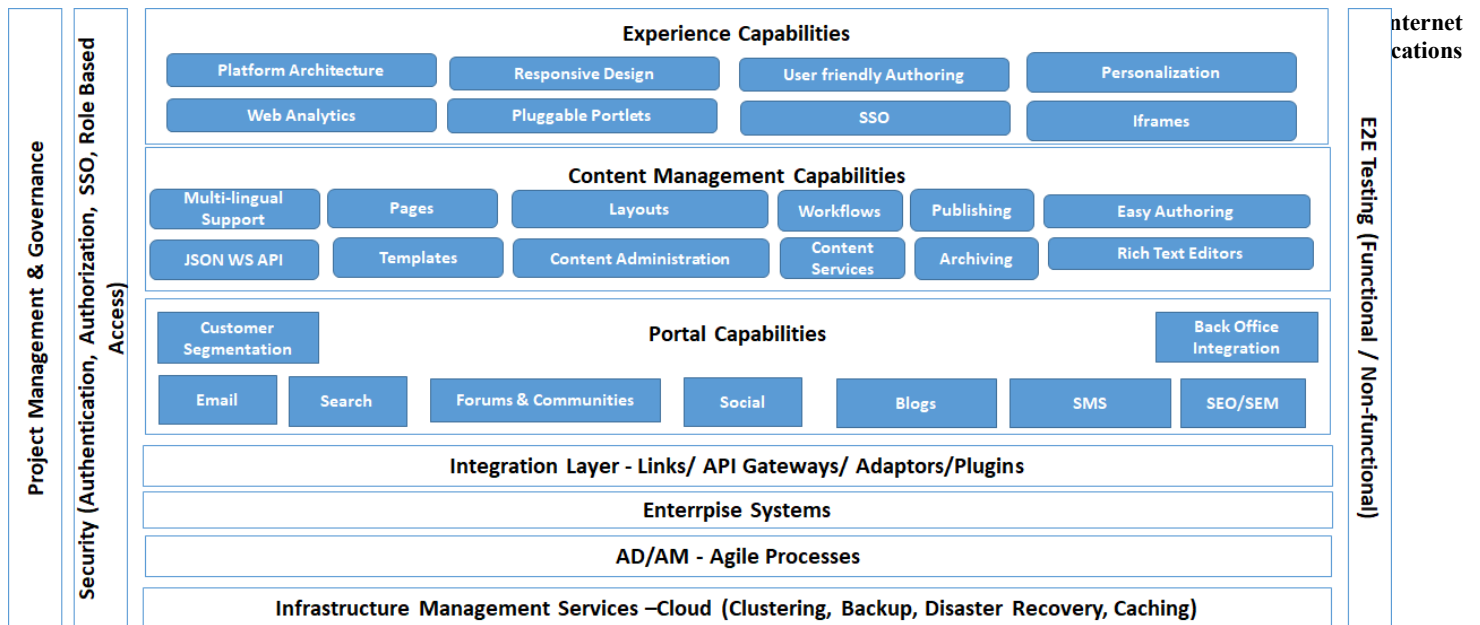 Project Management & Governance
Security (Authentication, Authorization, SSO, Role Based
Access)
Experience Capabilities
Platform Architecture
Responsive Design
User friendly Authoring
Personalization
Web Analytics
Pluggable Portlets
SSO
Iframes
Content Management Capabilities
Multi-lingual
Support
Pages
Layouts
Workflows
Publishing
Easy Authoring
JSON WS API
Templates
Content Administration
Content
Services
Archiving
Rich Text Editors
Customer
Segmentation
Portal Capabilities
Back Office
Integration
Email
Search
Forums & Communities
Social
Blogs
SMS
SEO/SEM
Integration Layer - Links/ API Gateways/ Adaptors/Plugins
Enterrpise Systems
AD/AM - Agile Processes
Infrastructure Management Services –Cloud (Clustering, Backup, Disaster Recovery, Caching)
E2E Testing (Functional / Non-functional)